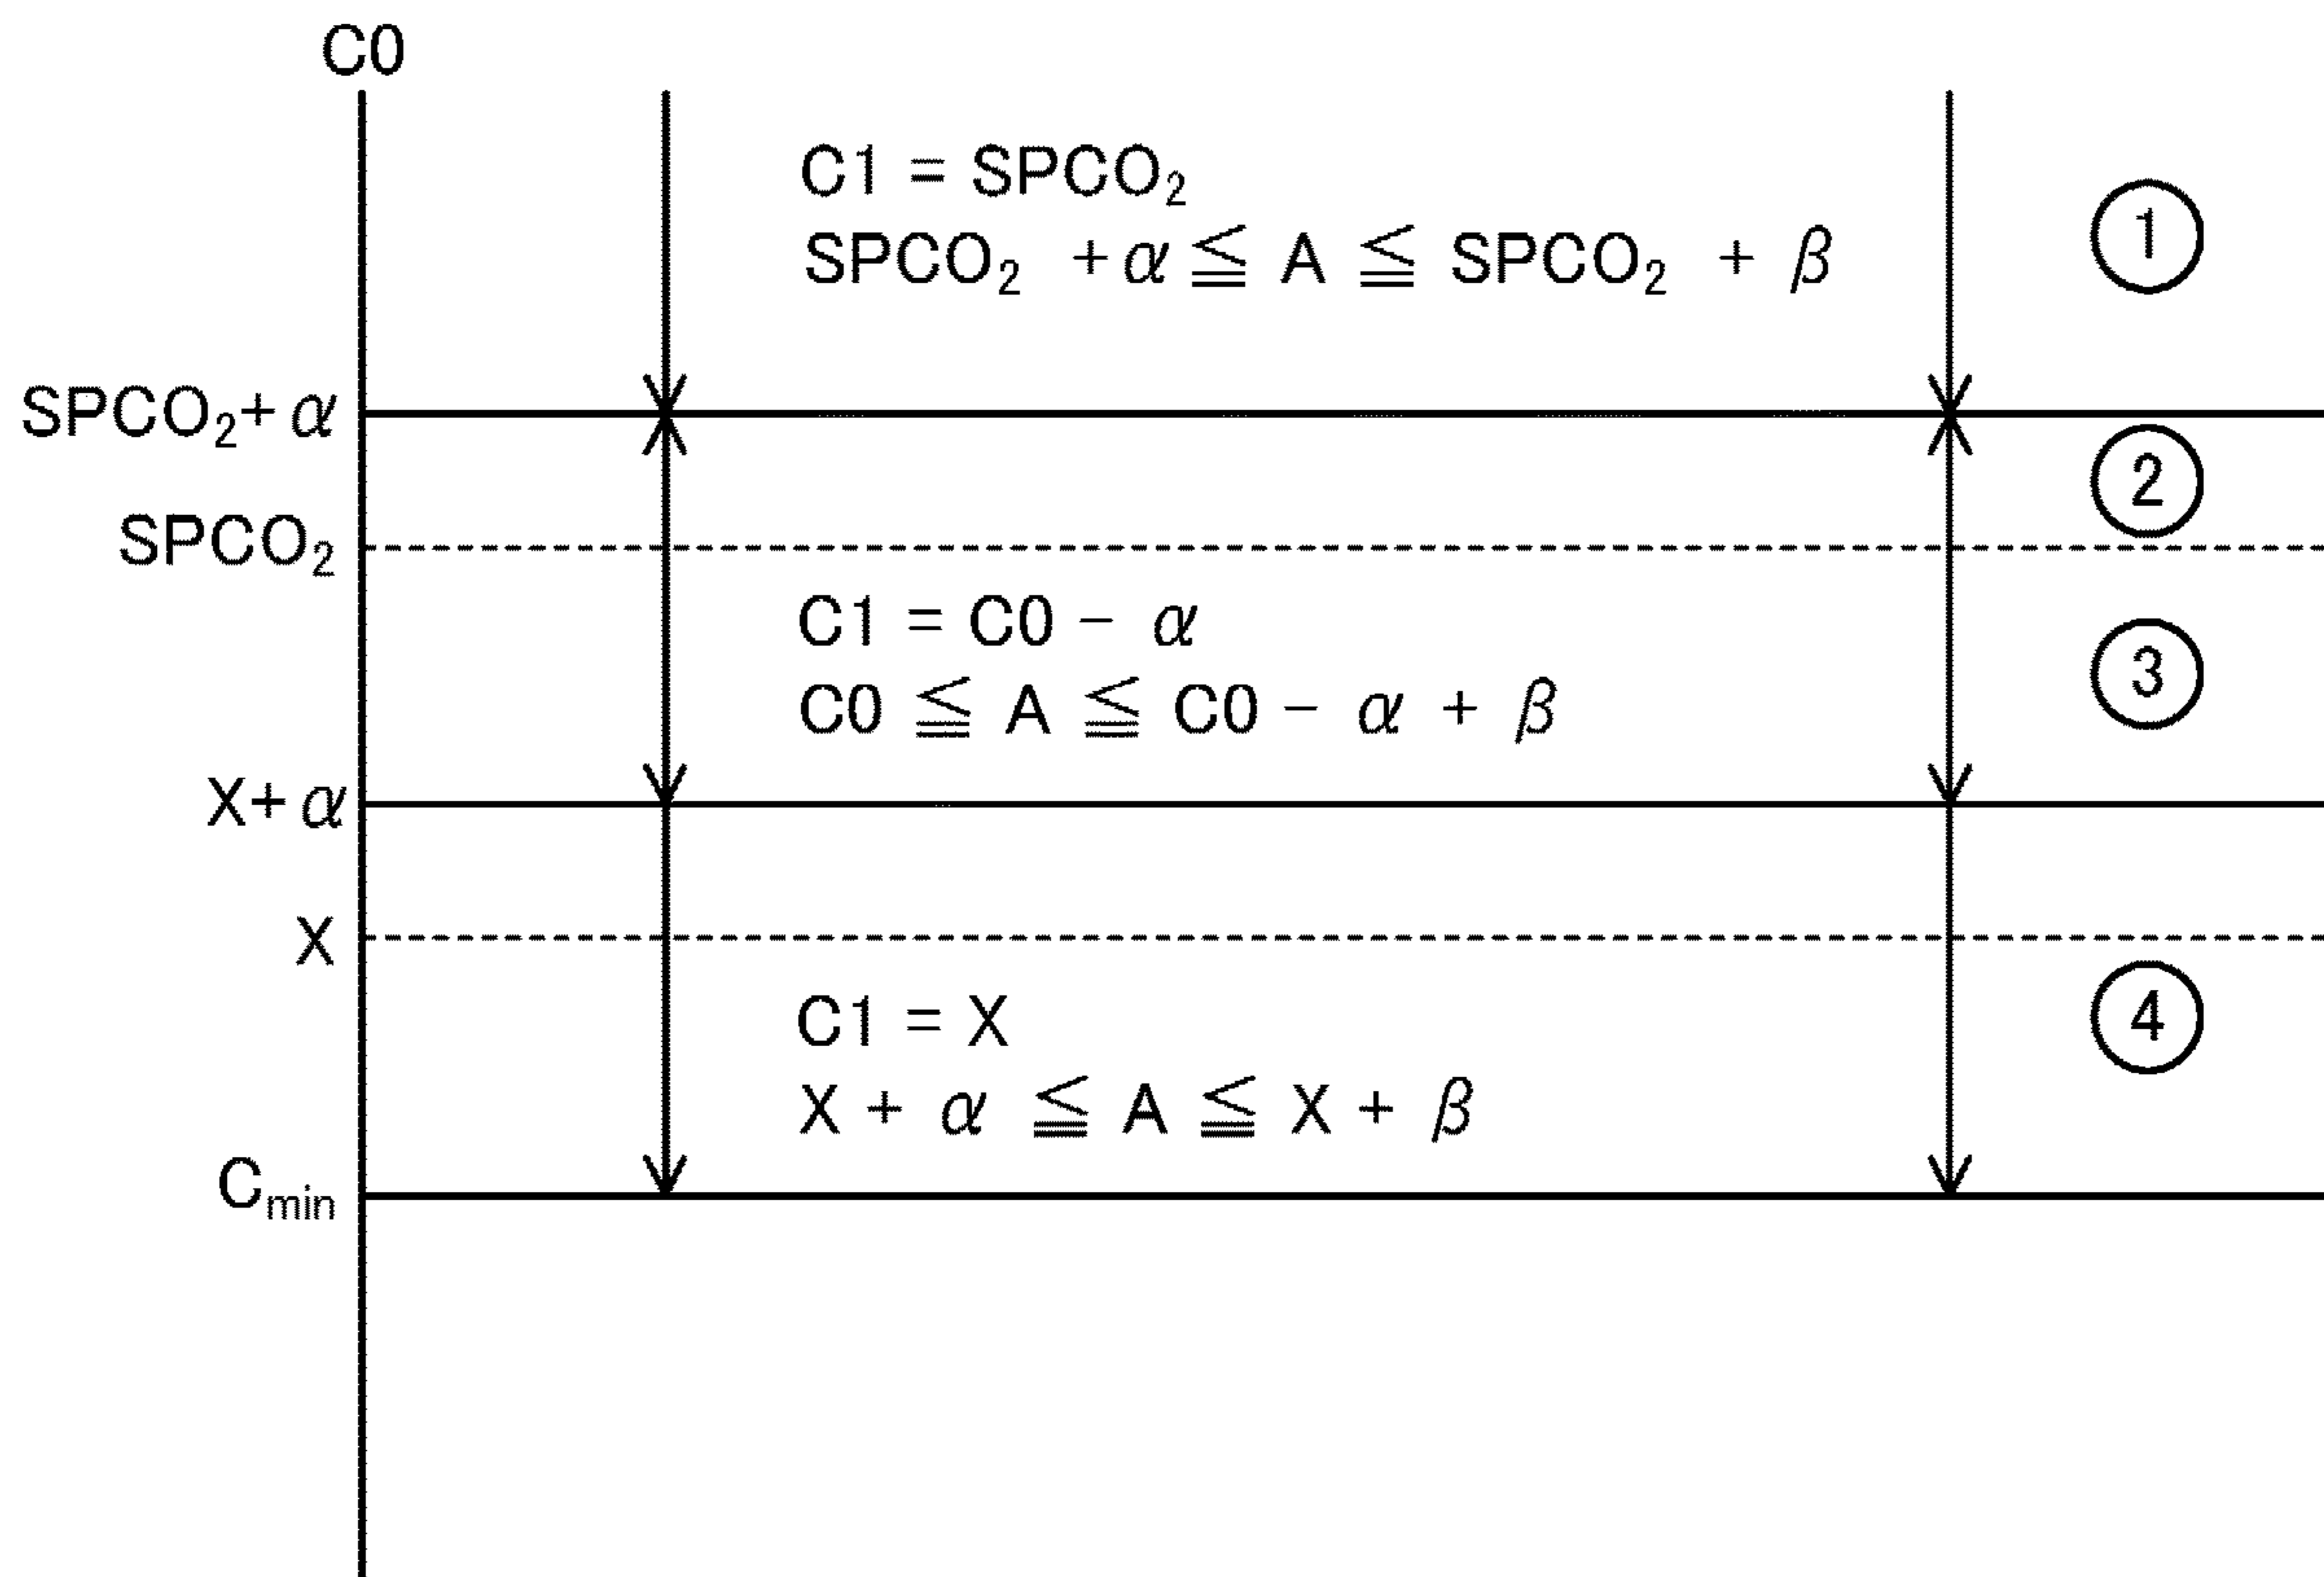 C0
C1 = SPCO₂
SPCO₂ +α ≦ A ≦ SPCO₂ + β
①
SPCO₂+α
②
SPCO₂
C1 = C0 - α
③
C0 ≦ A ≦ C0 - α + β
X+α
X
C1 = X
④
X + α ≦ A ≦ X + β
Cmin